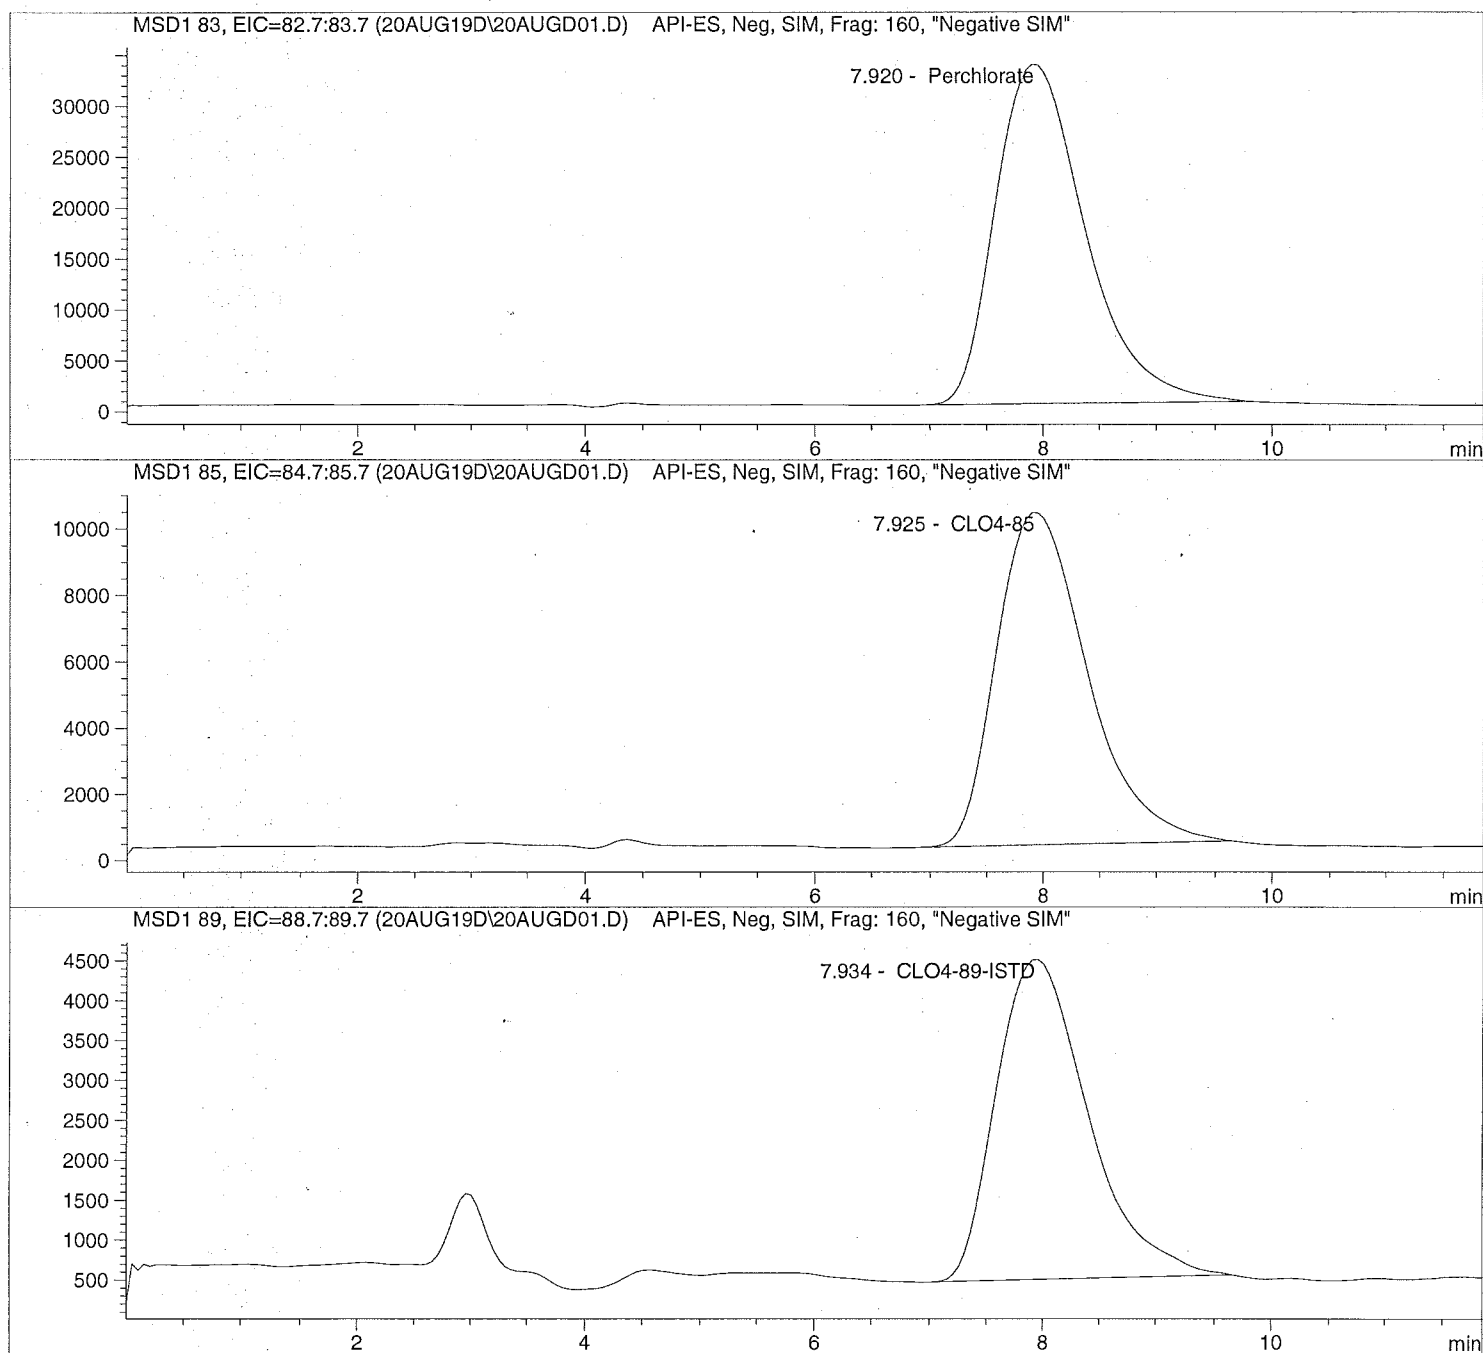 MSD1 83, EIC=82.7:83.7 (20AUG19D\20AUGD01.D) API-ES, Neg, SIM, Frag: 160, "Negative SIM"
7.920 - Perchlorate
30000
25000
20000
15000
10000
5000
0
2 4 6 8 10 min
MSD1 85, EIC=84.7:85.7 (20AUG19D\20AUGD01.D) API-ES, Neg, SIM, Frag: 160, "Negative SIM"
7.925 - CLO4-85
10000
8000
6000
4000
2000
0
2 4 6 8 10 min
MSD1 89, EIC=88.7:89.7 (20AUG19D\20AUGD01.D) API-ES, Neg, SIM, Frag: 160, "Negative SIM"
7.934 - CLO4-89-ISTD
4500
4000
3500
3000
2500
2000
1500
1000
500
2 4 6 8 10 min